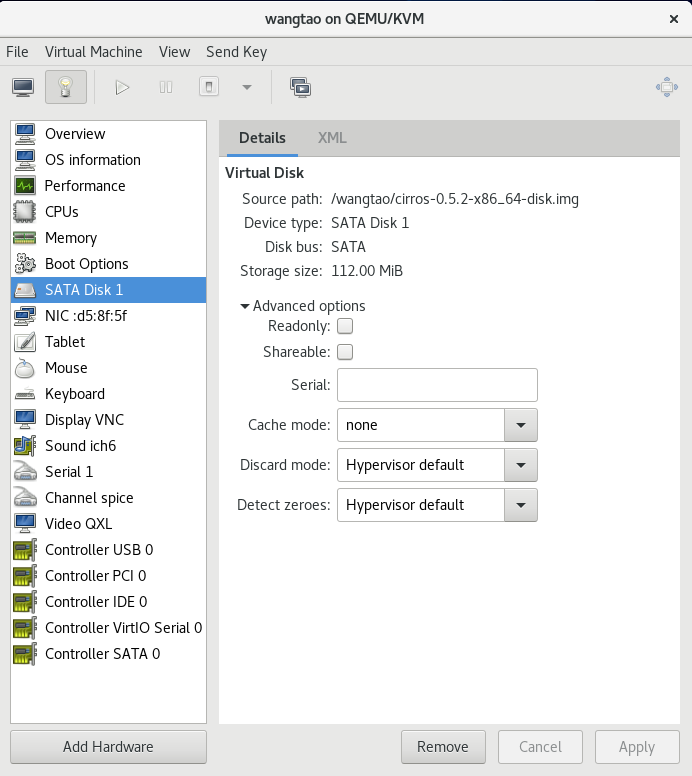 wangtao on QEMU/KVM
File Virtual Machine View Send Key
Overview
OS information
Performance
CPUs
Memory
Boot Options
SATA Disk 1
NIC :d5:8f:5f
Tablet
Mouse
Keyboard
Display VNC
Sound ich6
Serial 1
Channel spice
Video QXL
Controller USB 0
Controller PCI 0
Controller IDE 0
Controller VirtIO Serial 0
Controller SATA 0
Add Hardware
Details XML
Virtual Disk
Source path: /wangtao/cirros-0.5.2-x86_64-disk.img
Device type: SATA Disk 1
Disk bus: SATA
Storage size: 112.00 MiB
Advanced options
Readonly:
Shareable:
Serial:
Cache mode: none
Discard mode: Hypervisor default
Detect zeroes: Hypervisor default
Remove Cancel Apply